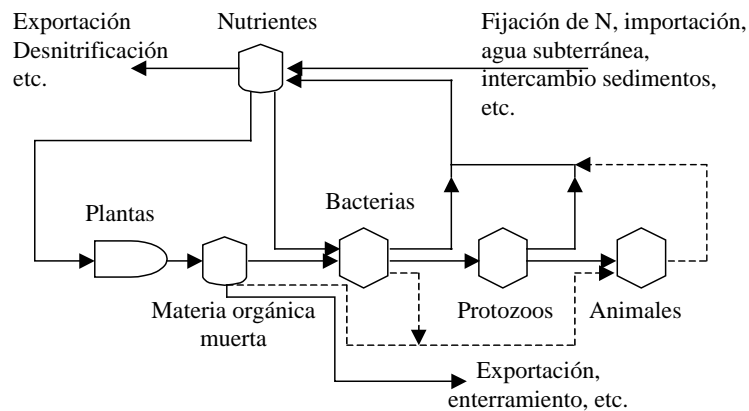 Exportación
Desnitrificación
etc.
Nutrientes
Fijación de N, importación,
agua subterránea,
intercambio sedimentos,
etc.
Plantas
Bacterias
Materia orgánica
muerta
Protozoos
Animales
Exportación,
enterramiento, etc.